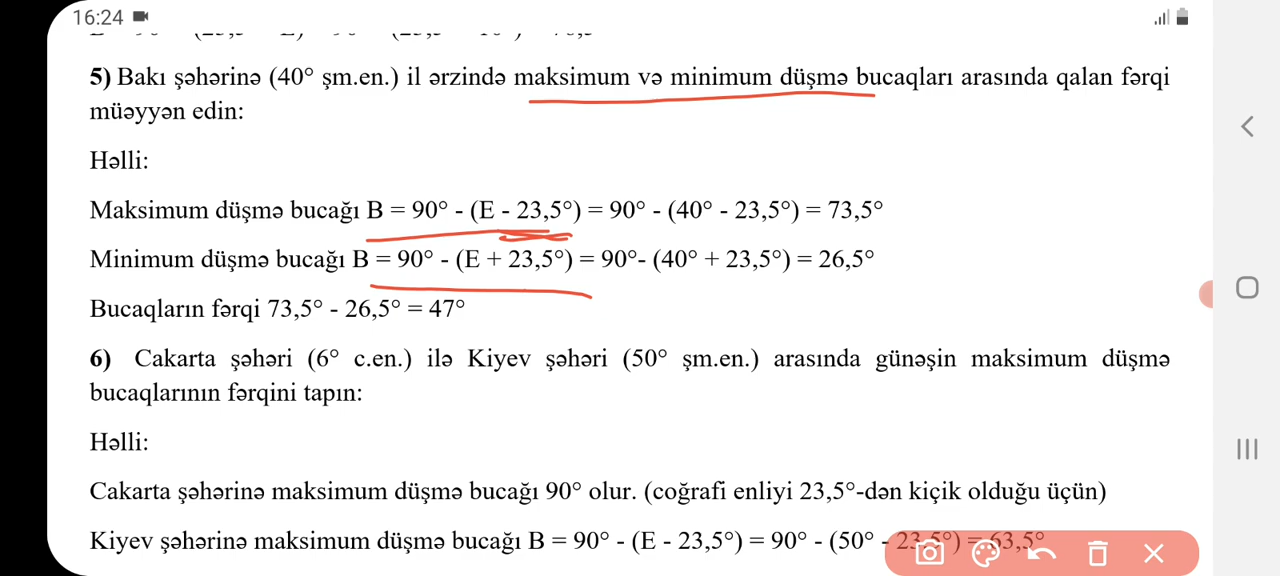 16:24
5) Bakı şəhərinə (40° şm.en.) il ərzində maksimum və minimum düşmə bucaqları arasında qalan fərqi
müəyyən edin:
Həlli:
Maksimum düşmə bucağı B = 90° - (E - 23,5°) = 90° - (40° - 23,5°) = 73,5°
Minimum düşmə bucağı B = 90° - (E + 23,5°) = 90°- (40° + 23,5°) = 26,5°
Bucaqların fərqi 73,5° - 26,5° = 47°
6) Cakarta şəhəri (6° c.en.) ilə Kiyev şəhəri (50° şm.en.) arasında günəşin maksimum düşmə
bucaqlarının fərqini tapın:
Həlli:
Cakarta şəhərinə maksimum düşmə bucağı 90° olur. (coğrafi enliyi 23,5°-dən kiçik olduğu üçün)
Kiyev şəhərinə maksimum düşmə bucağı B = 90° - (E - 23,5°) = 90° - (50° - 23,5°) = 63,5°